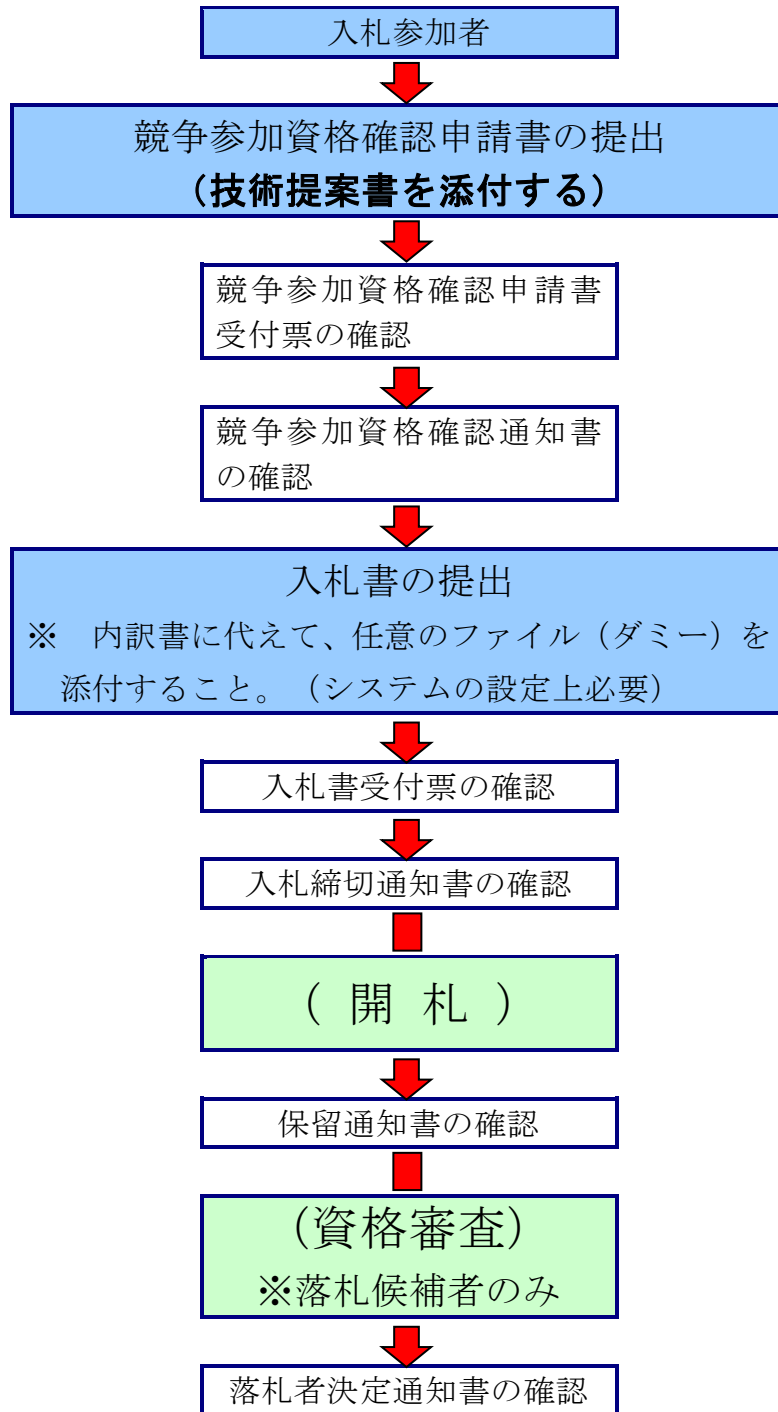 入札参加者
競争参加資格確認申請書の提出
（技術提案書を添付する）
競争参加資格確認申請書
受付票の確認
競争参加資格確認通知書
の確認
入札書の提出
※　内訳書に代えて、任意のファイル（ダミー）を
添付すること。（システムの設定上必要）
入札書受付票の確認
入札締切通知書の確認
（ 開 札 ）
保留通知書の確認
（資格審査）
※落札候補者のみ
落札者決定通知書の確認